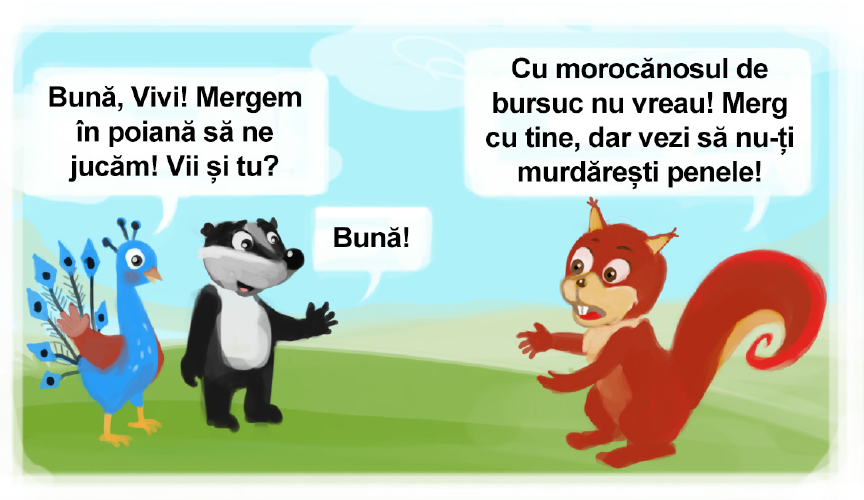 Bună, Vivi! Mergem
în poiană să ne
jucăm! Vii și tu?
Bună!
Cu morocănosul de
bursuc nu vreau! Merg
cu tine, dar vezi să nu-ți
murdărești penele!